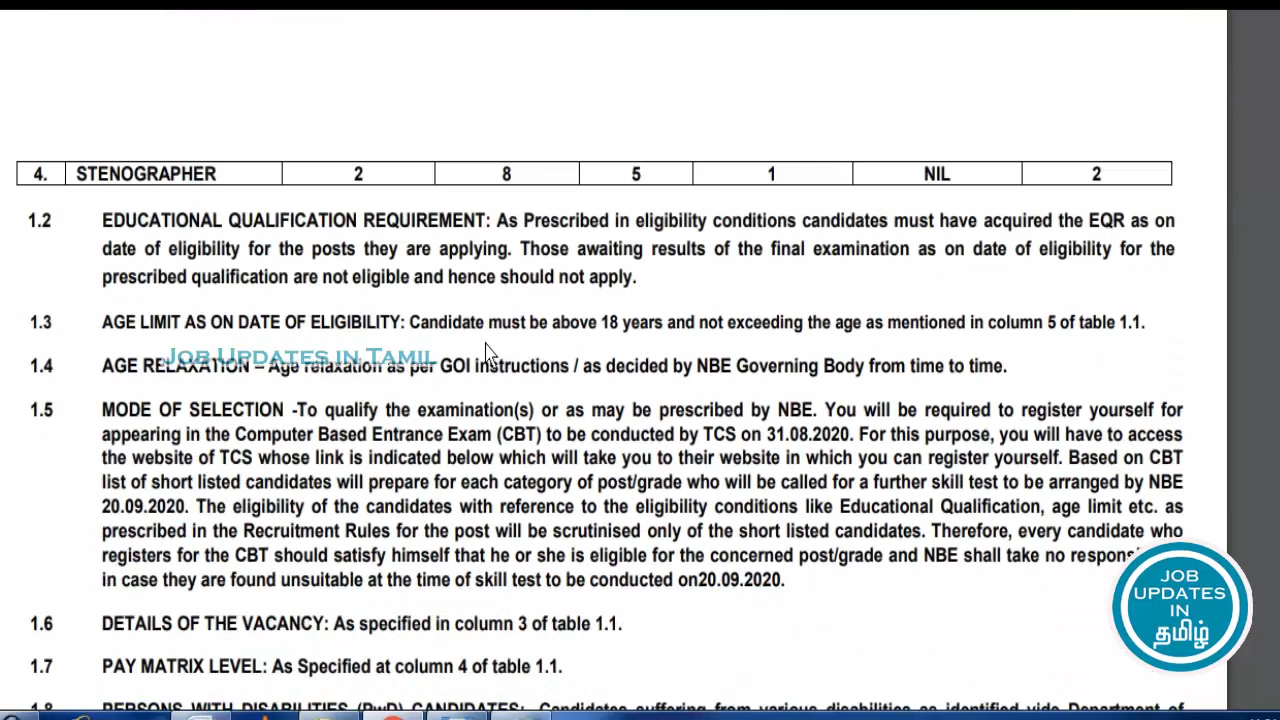 4. STENOGRAPHER 2 8 5 1 NIL 2
1.2 EDUCATIONAL QUALIFICATION REQUIREMENT: As Prescribed in eligibility conditions candidates must have acquired the EQR as on
date of eligibility for the posts they are applying. Those awaiting results of the final examination as on date of eligibility for the
prescribed qualification are not eligible and hence should not apply.
1.3 AGE LIMIT AS ON DATE OF ELIGIBILITY: Candidate must be above 18 years and not exceeding the age as mentioned in column 5 of table 1.1.
JOB UPDATES IN TAMIL
1.4 AGE RELAXATION – Age relaxation as per GOI instructions / as decided by NBE Governing Body from time to time.
1.5 MODE OF SELECTION -To qualify the examination(s) or as may be prescribed by NBE. You will be required to register yourself for
appearing in the Computer Based Entrance Exam (CBT) to be conducted by TCS on 31.08.2020. For this purpose, you will have to access
the website of TCS whose link is indicated below which will take you to their website in which you can register yourself. Based on CBT
list of short listed candidates will prepare for each category of post/grade who will be called for a further skill test to be arranged by NBE
20.09.2020. The eligibility of the candidates with reference to the eligibility conditions like Educational Qualification, age limit etc. as
prescribed in the Recruitment Rules for the post will be scrutinised only of the short listed candidates. Therefore, every candidate who
registers for the CBT should satisfy himself that he or she is eligible for the concerned post/grade and NBE shall take no
in case they are found unsuitable at the time of skill test to be conducted on20.09.2020.
JOB
UPDATES
IN
தமிழ்
1.6 DETAILS OF THE VACANCY: As specified in column 3 of table 1.1.
1.7 PAY MATRIX LEVEL: As Specified at column 4 of table 1.1.
1.8 PERSONS WITH DISABILITIES (PwD) CANDIDATES: Candidates suffering from various disabilities as identified vide Department of